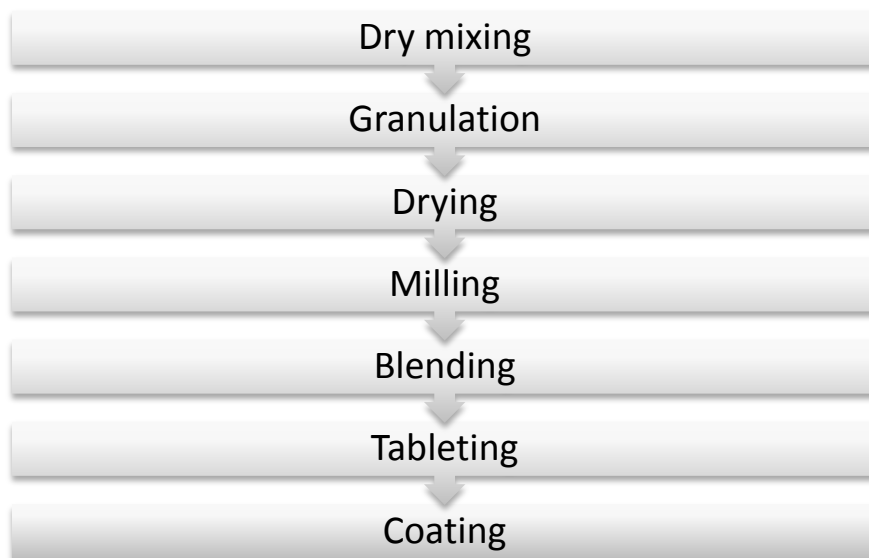 Dry mixing
Granulation
Drying
Milling
Blending
Tableting
Coating